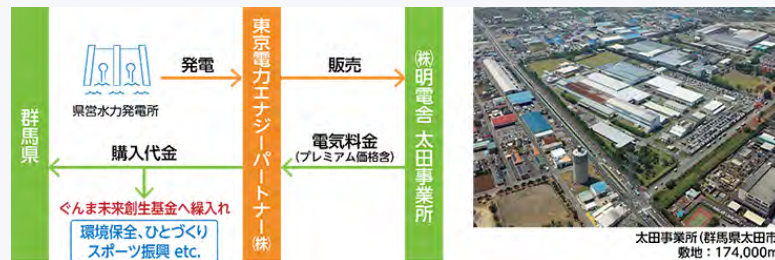 群馬県
県営水力発電所
発電
東京電力エナジーパートナー㈱
販売
㈱明電舎 太田事業所
購入代金
電気料金
(プレミアム価格含)
ぐんま未来創生基金へ繰入れ
環境保全、ひとづくり
スポーツ振興 etc.
太田事業所(群馬県太田市
敷地:174,000m